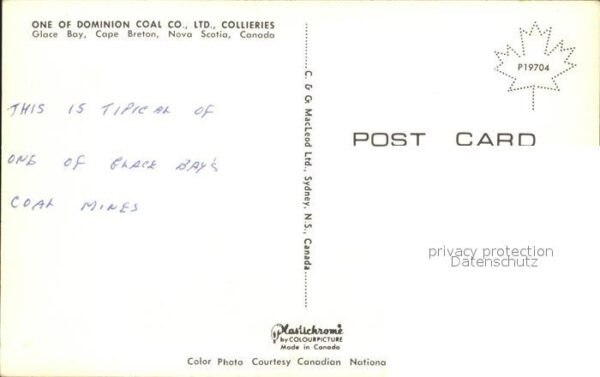 ONE OF DOMINION COAL CO., LTD., COLLIERIES
Glace Bay, Cape Breton, Nova Scotia, Canada
P19704
THIS IS TIPICAL OF
ONE OF GLACE BAY'S
COAL MINES
C. & G. MacLeod Ltd., Sydney, N.S., Canada
POST CARD
privacy protection
Datenschutz
Plastichrome
by COLOURPICTURE
Made in Canada
Color Photo Courtesy Canadian Nationa